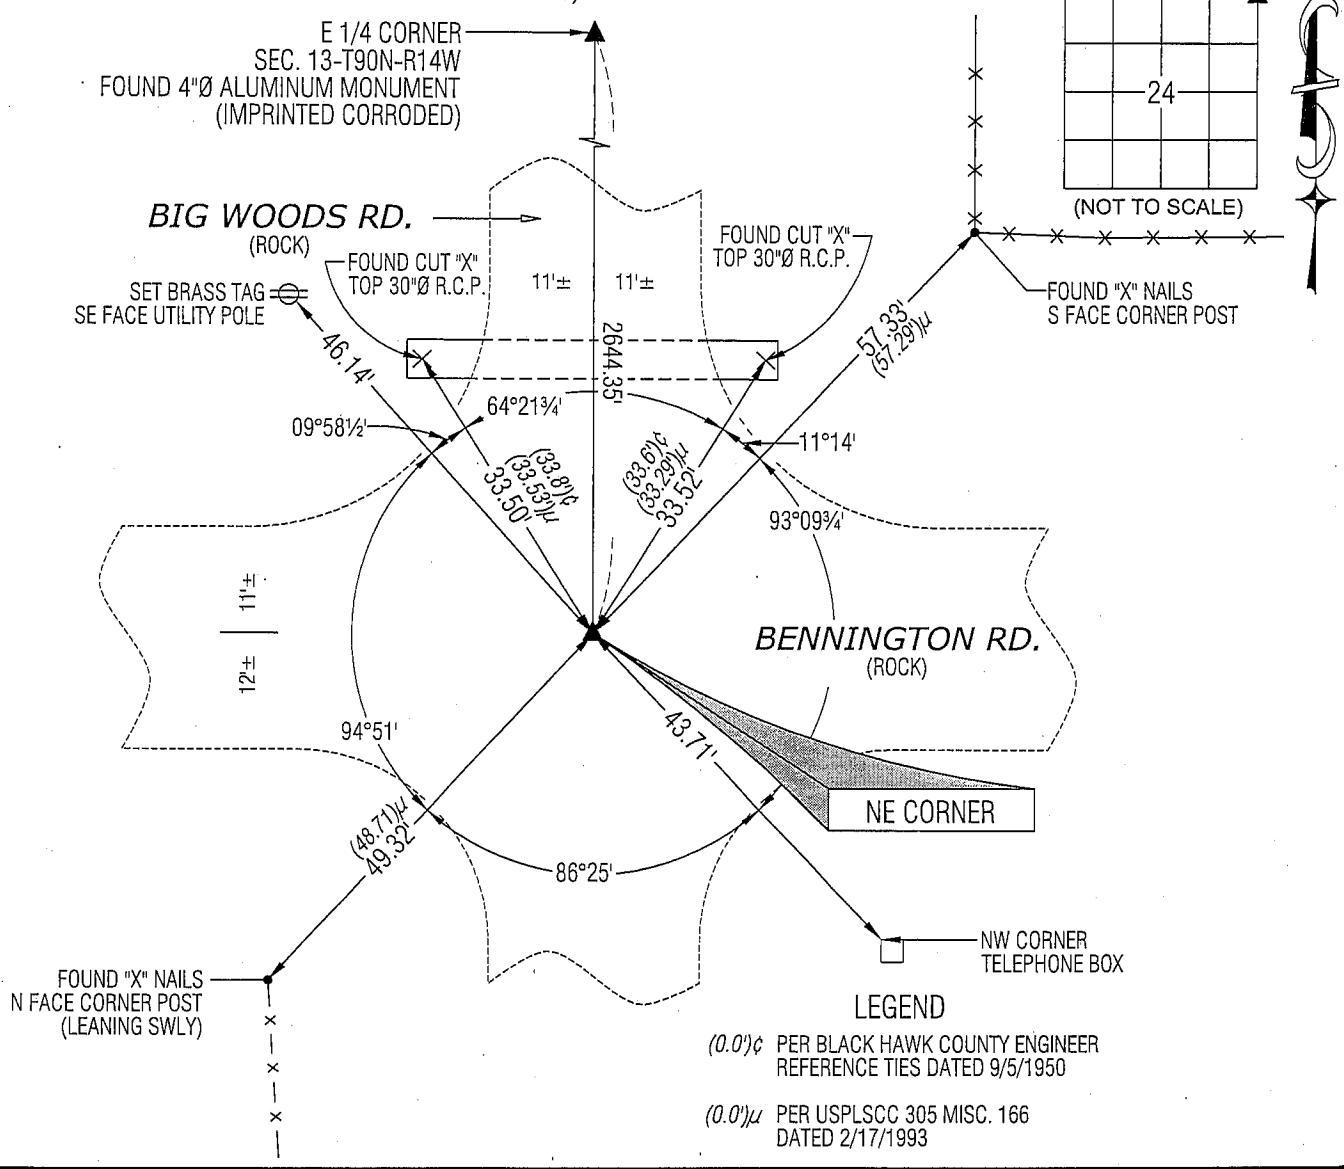 E 1/4 CORNER
SEC. 13-T90N-R14W
FOUND 4"Ø ALUMINUM MONUMENT
(IMPRINTED CORRODED)
24
(NOT TO SCALE)
BIG WOODS RD.
(ROCK)
FOUND CUT "X"
TOP 30"Ø R.C.P.
11'±
11'±
FOUND CUT "X"
TOP 30"Ø R.C.P.
SET BRASS TAG
SE FACE UTILITY POLE
FOUND "X" NAILS
S FACE CORNER POST
46.14'
2644.35'
57.33'
(57.29')µ
09°58½'
64°21¾'
11°14'
(33.8')¢
(33.53')µ
33.50'
(33.6')¢
(33.29')µ
33.52'
93°09¾'
11'±
12'±
BENNINGTON RD.
(ROCK)
94°51'
43.71'
NE CORNER
(48.71)µ
49.32'
86°25'
NW CORNER
TELEPHONE BOX
FOUND "X" NAILS
N FACE CORNER POST
(LEANING SWLY)
LEGEND
(0.0')¢ PER BLACK HAWK COUNTY ENGINEER
REFERENCE TIES DATED 9/5/1950
(0.0')µ PER USPLSCC 305 MISC. 166
DATED 2/17/1993